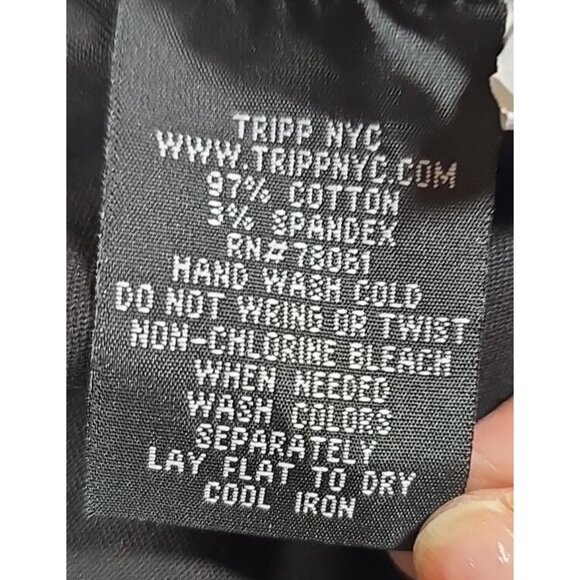 TRIPP NYC
WWW.TRIPPNYC.COM
97% COTTON
3% SPANDEX
RN# 78061
HAND WASH COLD
DO NOT WRING OR TWIST
NON-CHLORINE BLEACH
WHEN NEEDED
WASH COLORS
SEPARATELY
LAY FLAT TO DRY
COOL IRON